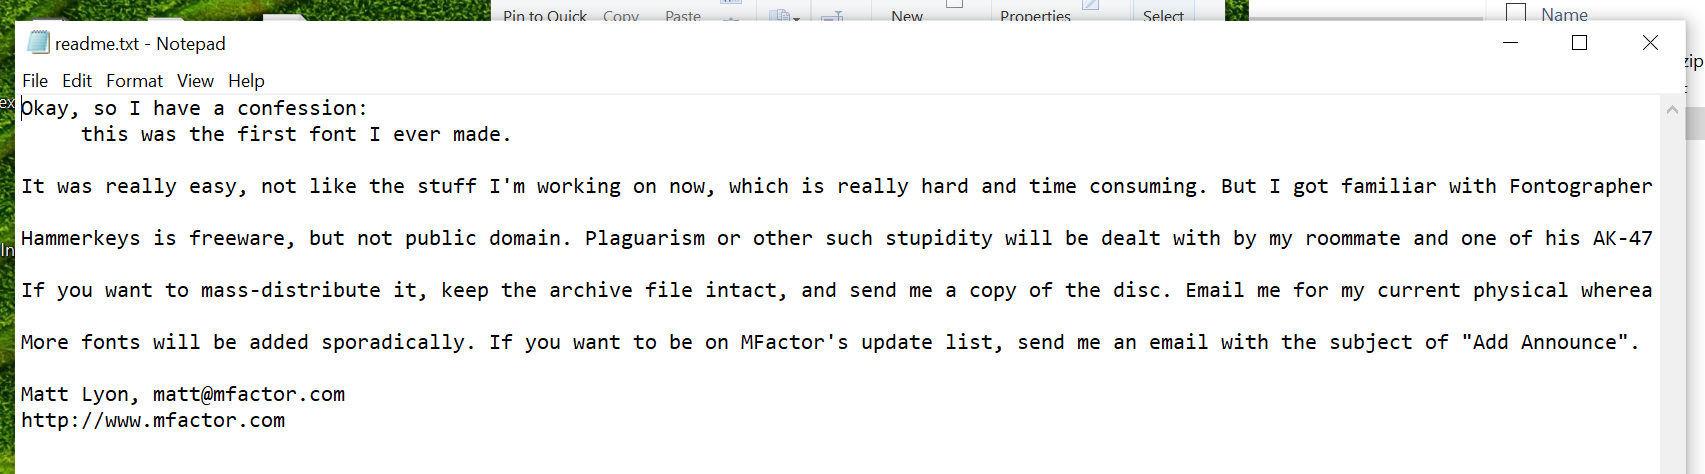 Pin to Quick Copy Paste New Properties Select Name
readme.txt - Notepad
zip
File Edit Format View Help
ex
Okay, so I have a confession:
this was the first font I ever made.
It was really easy, not like the stuff I'm working on now, which is really hard and time consuming. But I got familiar with Fontographer
Hammerkeys is freeware, but not public domain. Plaguarism or other such stupidity will be dealt with by my roommate and one of his AK-47
In
If you want to mass-distribute it, keep the archive file intact, and send me a copy of the disc. Email me for my current physical wherea
More fonts will be added sporadically. If you want to be on MFactor's update list, send me an email with the subject of "Add Announce".
Matt Lyon, matt@mfactor.com
http://www.mfactor.com